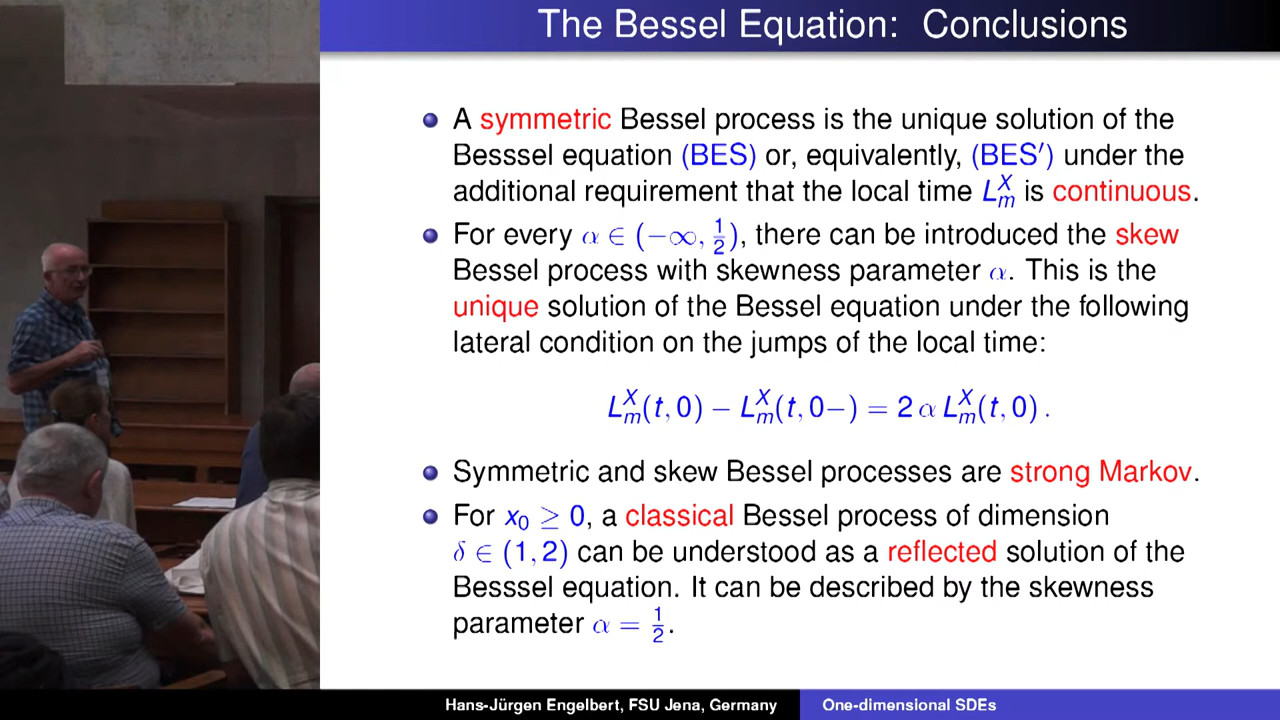 The Bessel Equation: Conclusions
A symmetric Bessel process is the unique solution of the
Besssel equation (BES) or, equivalently, (BES′) under the
additional requirement that the local time L_m^X is continuous.
For every α ∈ (−∞, 1/2), there can be introduced the skew
Bessel process with skewness parameter α. This is the
unique solution of the Bessel equation under the following
lateral condition on the jumps of the local time:
L_m^X(t, 0) − L_m^X(t, 0−) = 2 α L_m^X(t, 0) .
Symmetric and skew Bessel processes are strong Markov.
For x₀ ≥ 0, a classical Bessel process of dimension
δ ∈ (1, 2) can be understood as a reflected solution of the
Besssel equation. It can be described by the skewness
parameter α = 1/2.
Hans-Jürgen Engelbert, FSU Jena, Germany
One-dimensional SDEs